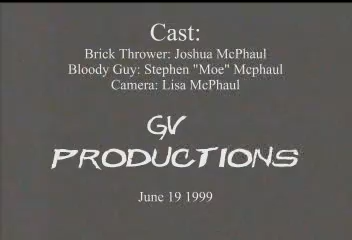 Cast:
Brick Thrower: Joshua McPhaul
Bloody Guy: Stephen "Moe" Mcphaul
Camera: Lisa McPhaul
GV
PRODUCTIONS
June 19 1999